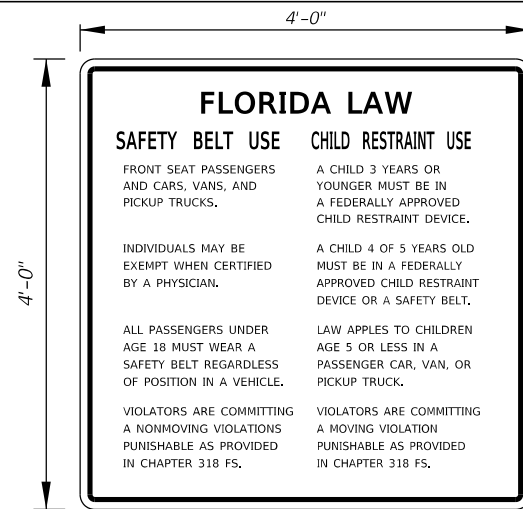 4'-0"
4'-0"
FLORIDA LAW
SAFETY BELT USE
FRONT SEAT PASSENGERS
AND CARS, VANS, AND
PICKUP TRUCKS.
INDIVIDUALS MAY BE
EXEMPT WHEN CERTIFIED
BY A PHYSICIAN.
ALL PASSENGERS UNDER
AGE 18 MUST WEAR A
SAFETY BELT REGARDLESS
OF POSITION IN A VEHICLE.
VIOLATORS ARE COMMITTING
A NONMOVING VIOLATIONS
PUNISHABLE AS PROVIDED
IN CHAPTER 318 FS.
CHILD RESTRAINT USE
A CHILD 3 YEARS OR
YOUNGER MUST BE IN
A FEDERALLY APPROVED
CHILD RESTRAINT DEVICE.
A CHILD 4 OF 5 YEARS OLD
MUST BE IN A FEDERALLY
APPROVED CHILD RESTRAINT
DEVICE OR A SAFETY BELT.
LAW APPLES TO CHILDREN
AGE 5 OR LESS IN A
PASSENGER CAR, VAN, OR
PICKUP TRUCK.
VIOLATORS ARE COMMITTING
A MOVING VIOLATION
PUNISHABLE AS PROVIDED
IN CHAPTER 318 FS.